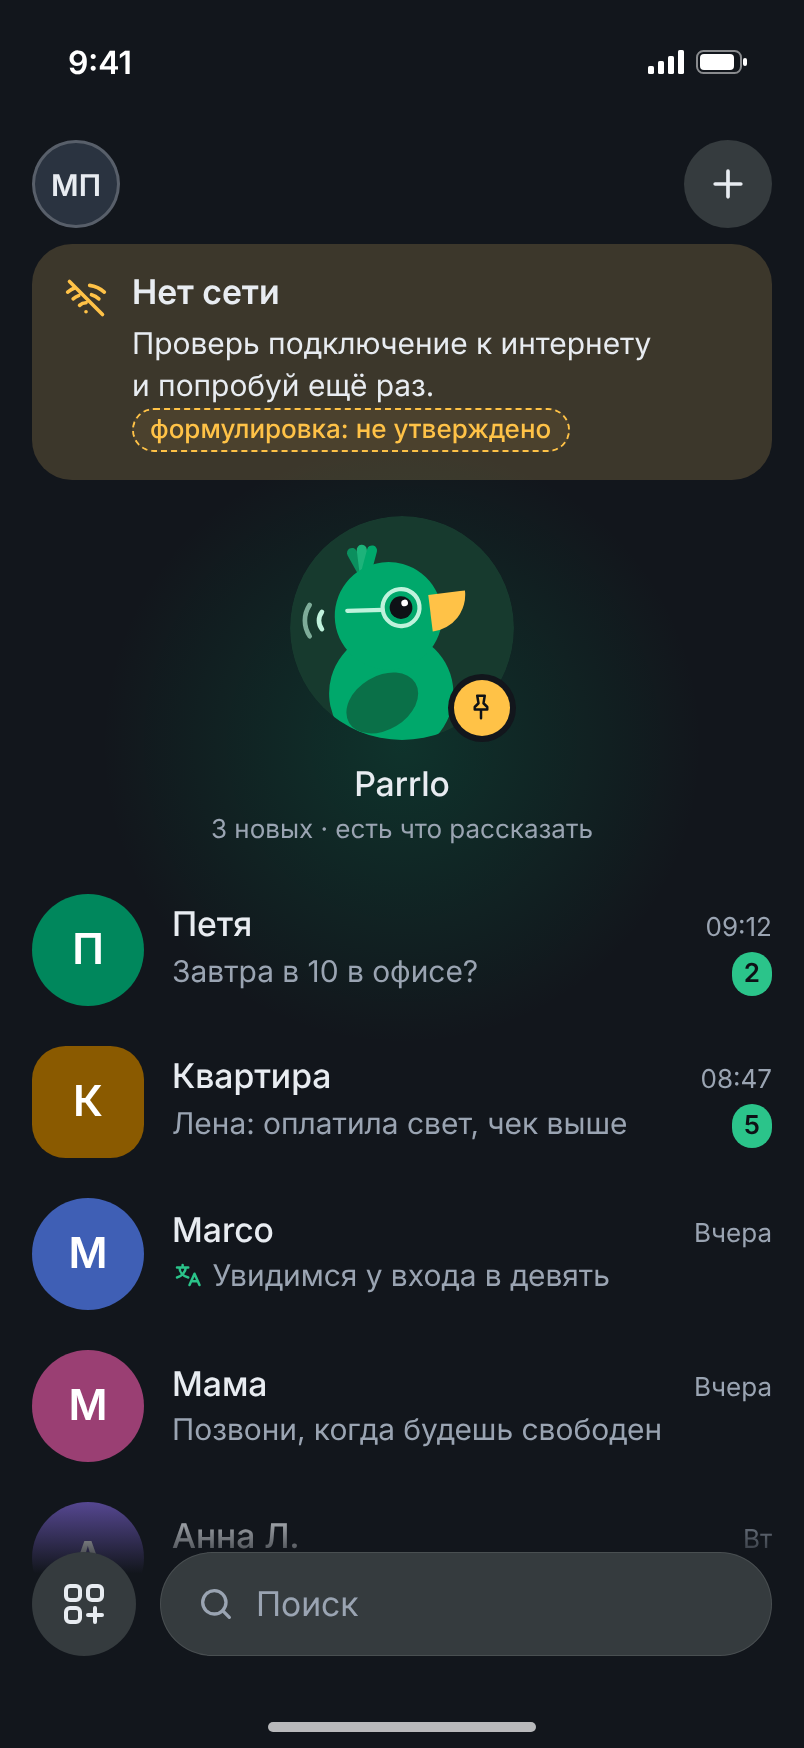 9:41
МП
Нет сети
Проверь подключение к интернету
и попробуй ещё раз.
формулировка: не утверждено
Parrlo
3 новых · есть что рассказать
П
Петя
09:12
Завтра в 10 в офисе?
2
К
Квартира
08:47
Лена: оплатила свет, чек выше
5
M
Marco
Вчера
Увидимся у входа в девять
М
Мама
Вчера
Позвони, когда будешь свободен
А
Анна Л.
Вт
Поиск